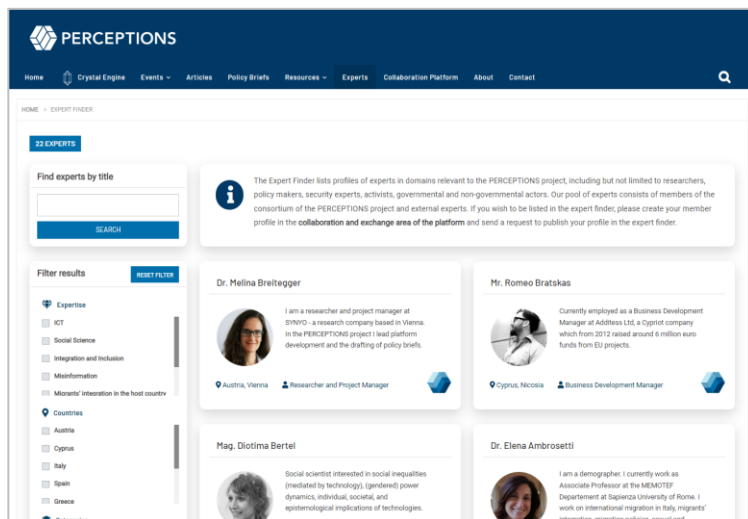 PERCEPTIONS
Home Crystal Engine Events Articles Policy Briefs Resources Experts Collaboration Platform About Contact
HOME > EXPERT FINDER
22 EXPERTS
Find experts by title
SEARCH
The Expert Finder lists profiles of experts in domains relevant to the PERCEPTIONS project, including but not limited to researchers,
policy makers, security experts, activists, governmental and non-governmental actors. Our pool of experts consists of members of the
consortium of the PERCEPTIONS project and external experts. If you wish to be listed in the expert finder, please create your member
profile in the collaboration and exchange area of the platform and send a request to publish your profile in the expert finder.
Filter results
RESET FILTER
Expertise
ICT
Social Science
Integration and Inclusion
Misinformation
Migrants' integration in the host country
Countries
Austria
Cyprus
Italy
Spain
Greece
Dr. Melina Breitegger
I am a researcher and project manager at
SYNYO - a research company based in Vienna.
In the PERCEPTIONS project I lead platform
development and the drafting of policy briefs.
Austria, Vienna Researcher and Project Manager
Mr. Romeo Bratskas
Currently employed as a Business Development
Manager at Additess Ltd, a Cypriot company
which from 2012 raised around 6 million euro
funds from EU projects.
Cyprus, Nicosia Business Development Manager
Mag. Diotima Bertel
Social scientist interested in social inequalities
(mediated by technology), (gendered) power
dynamics, individual, societal, and
epistemological implications of technologies.
Dr. Elena Ambrosetti
I am a demographer. I currently work as
Associate Professor at the MEMOTEF
Departement at Sapienza University of Rome. I
work on international migration in Italy, migrants'